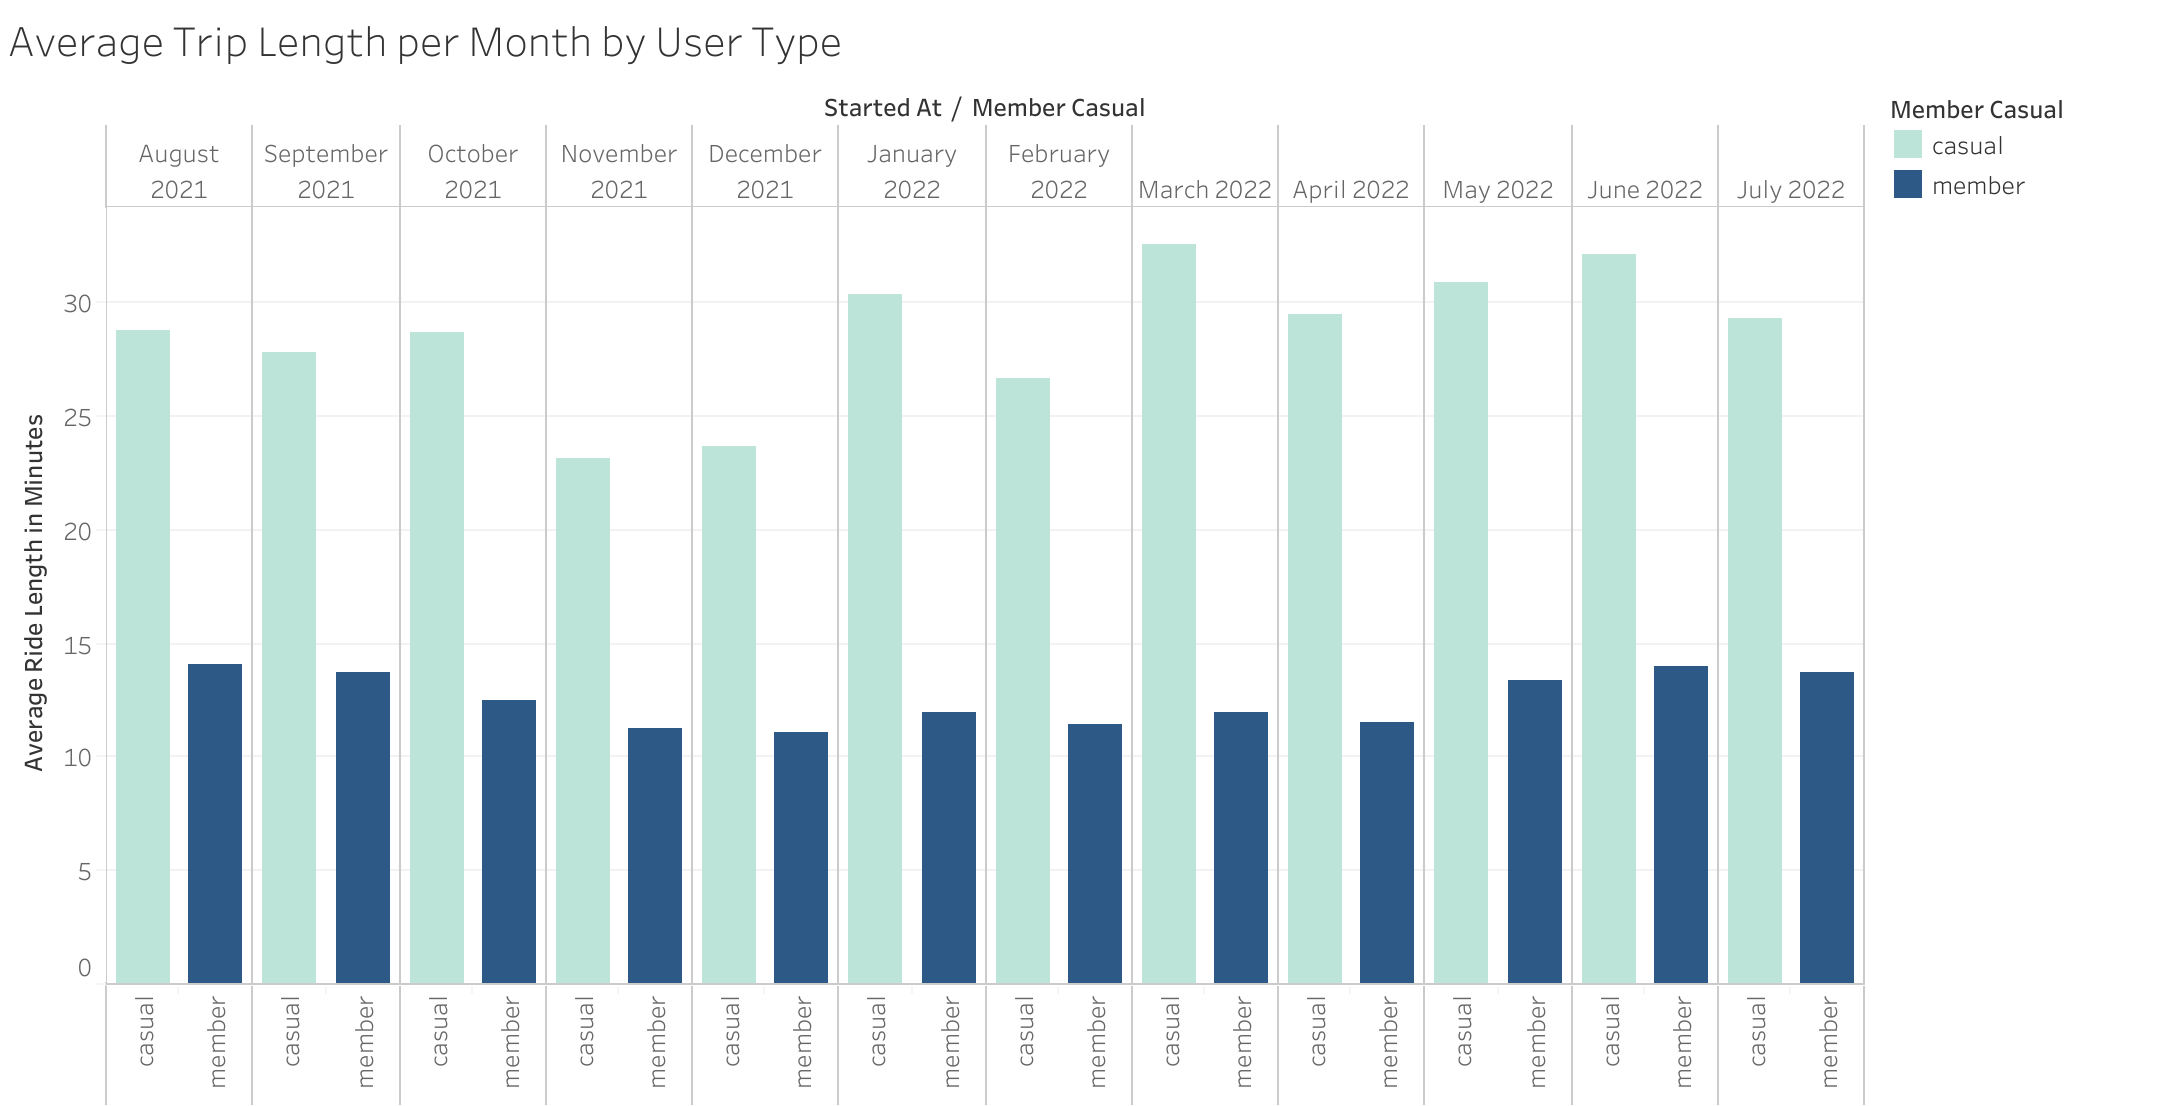 Average Trip Length per Month by User Type
Started At / Member Casual
Member Casual
casual
member
August
2021
September
2021
October
2021
November
2021
December
2021
January
2022
February
2022
March 2022
April 2022
May 2022
June 2022
July 2022
Average Ride Length in Minutes
30
25
20
15
10
5
0
casual
member
casual
member
casual
member
casual
member
casual
member
casual
member
casual
member
casual
member
casual
member
casual
member
casual
member
casual
member